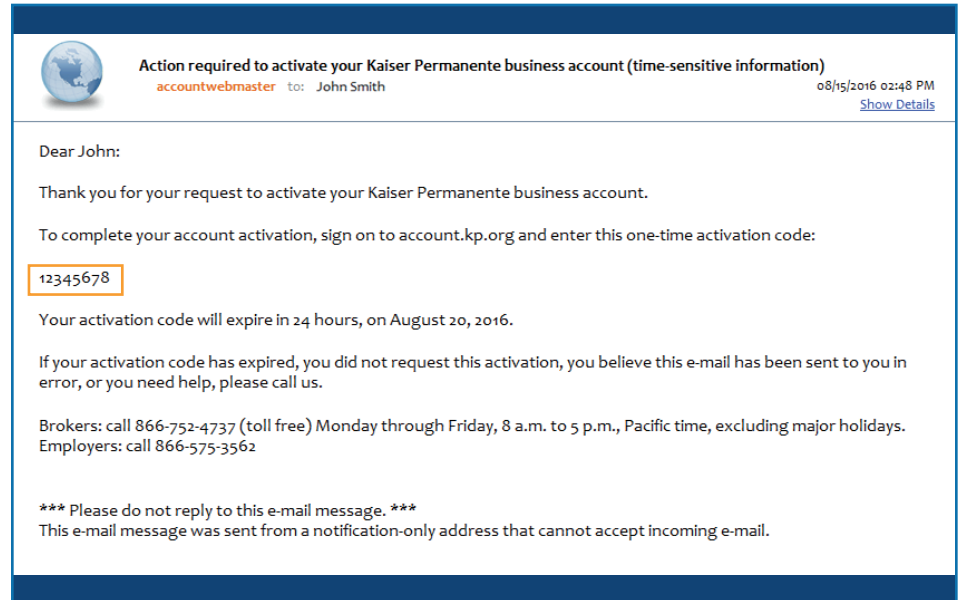 Action required to activate your Kaiser Permanente business account (time-sensitive information)
accountwebmaster to: John Smith
08/15/2016 02:48 PM
Show Details
Dear John:
Thank you for your request to activate your Kaiser Permanente business account.
To complete your account activation, sign on to account.kp.org and enter this one-time activation code:
12345678
Your activation code will expire in 24 hours, on August 20, 2016.
If your activation code has expired, you did not request this activation, you believe this e-mail has been sent to you in
error, or you need help, please call us.
Brokers: call 866-752-4737 (toll free) Monday through Friday, 8 a.m. to 5 p.m., Pacific time, excluding major holidays.
Employers: call 866-575-3562
*** Please do not reply to this e-mail message. ***
This e-mail message was sent from a notification-only address that cannot accept incoming e-mail.